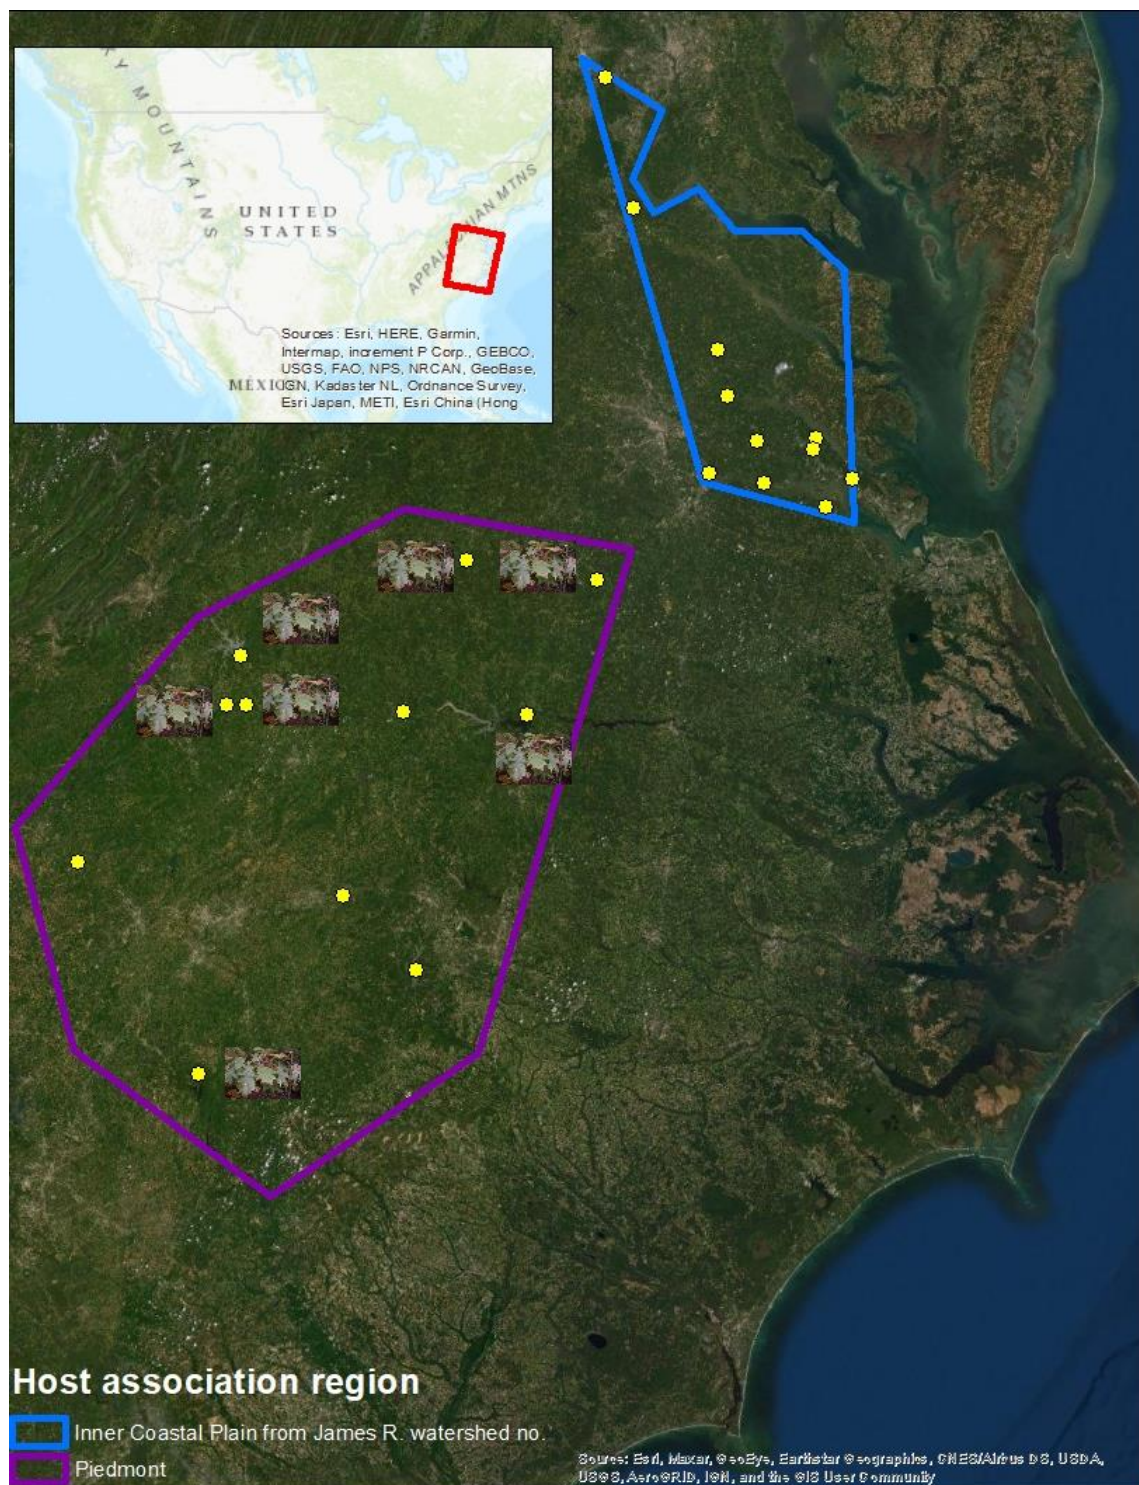 KY MOUNTAINS
UNITED
STATES
APPALACHIAN MTNS
MEXICO
Sources: Esri, HERE, Garmin,
Intermap, increment P Corp., GEBCO,
USGS, FAO, NPS, NRCAN, GeoBase,
IGN, Kadaster NL, Ordnance Survey,
Esri Japan, METI, Esri China (Hong
Host association region
Inner Coastal Plain from James R. watershed no.
Piedmont
Source: Esri, Maxar, GeoEye, Earthstar Geographics, CNES/Airbus DS, USDA,
USGS, AeroGRID, IGN, and the GIS User Community